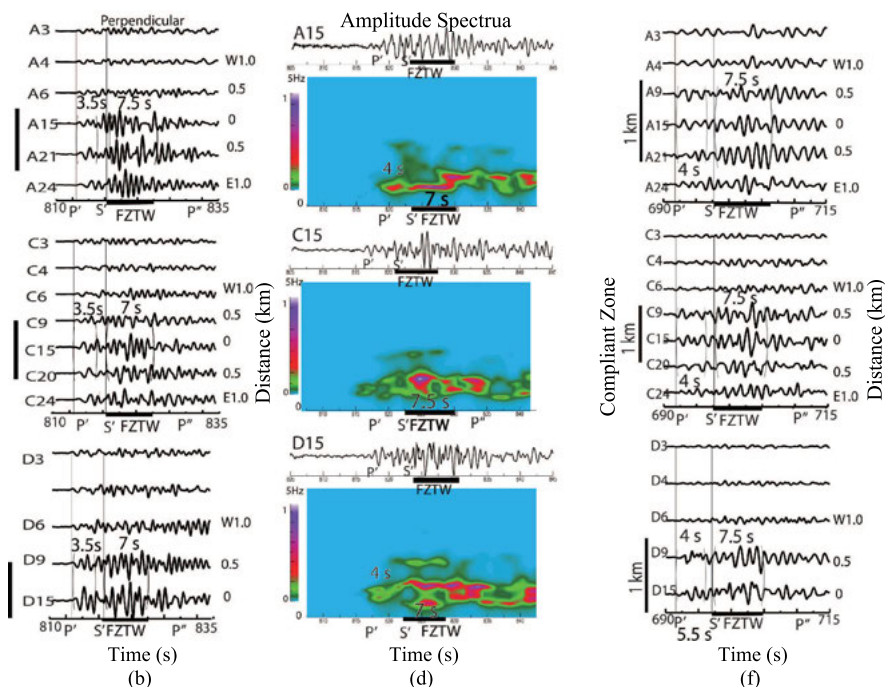 Perpendicular
A3
A4 W1.0
A6 0.5
3.5s 7.5s
A15 0
A21 0.5
A24 E1.0
810 835
P' S' FZTW P"
C3
C4
C6 W1.0
3.5s 7s
C9 0.5
C15 0
C20 0.5
C24 E1.0
810 835
P' S' FZTW P"
D3
D6 W1.0
3.5s 7s
D9 0.5
D15 0
810 835
P' S' FZTW
Time (s)
(b)
Distance (km)
Amplitude Spectrua
A15
P' S'
FZTW
5Hz
1
4 s
0
7 s
0
P' S' FZTW
C15
P' S'
FZTW
5Hz
1
0
7.5 s
0
P' S' FZTW P"
D15
P' S'
FZTW
5Hz
1
4 s
0
7 s
0
P' S' FZTW
Time (s)
(d)
Compliant Zone
A3
A4 W1.0
7.5 s
A9 0.5
1 km
A15 0
A21 0.5
4 s
A24 E1.0
690 715
P' S' FZTW P"
C3
C4
C6 W1.0
7.5 s
C9 0.5
1 km
C15 0
C20 0.5
4 s
C24 E1.0
690 715
P' S' FZTW P"
D3
D4
D6 W1.0
4 s 7.5 s
D9 0.5
1 km
D15 0
690 715
P' S' FZTW P"
5.5 s
Time (s)
(f)
Distance (km)